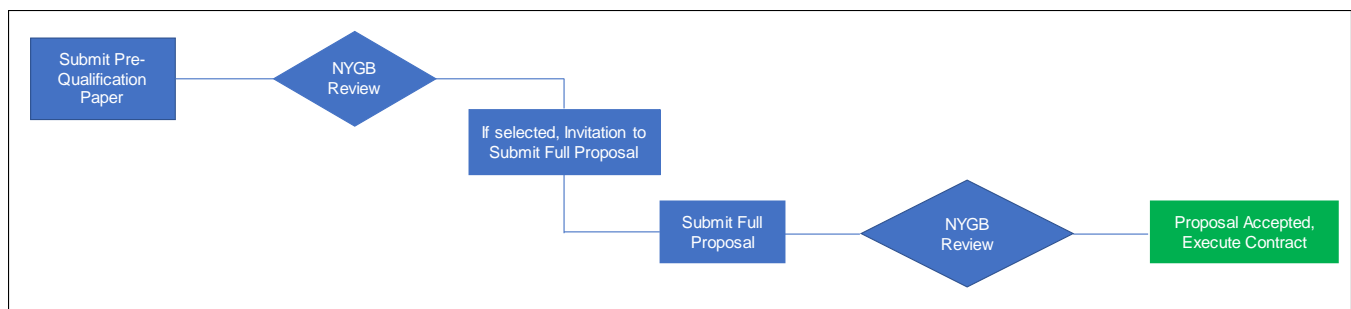 Submit Pre-
Qualification
Paper
NYGB
Review
If selected, Invitation to
Submit Full Proposal
Submit Full
Proposal
NYGB
Review
Proposal Accepted,
Execute Contract